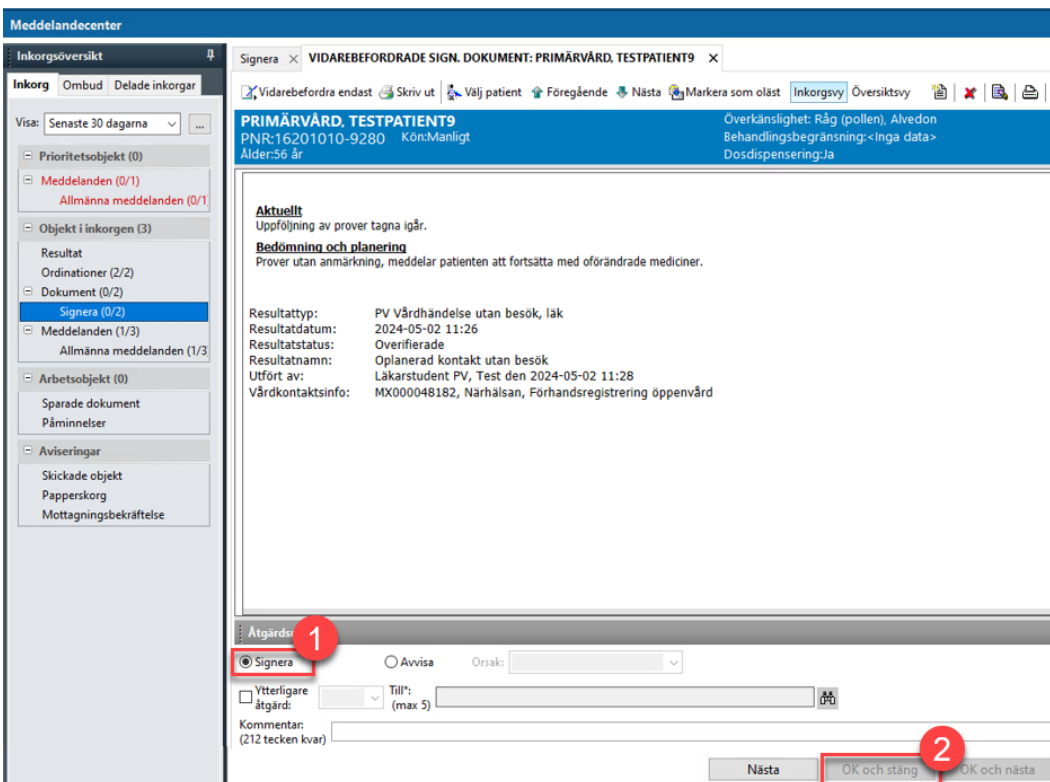 Meddelandecenter
Inkorgsöversikt
Inkorg Ombud Delade inkorgar
Visa: Senaste 30 dagarna ...
Prioritetsobjekt (0)
Meddelanden (0/1)
Allmänna meddelanden (0/1
Objekt i inkorgen (3)
Resultat
Ordinationer (2/2)
Dokument (0/2)
Signera (0/2)
Meddelanden (1/3)
Allmänna meddelanden (1/3
Arbetsobjekt (0)
Sparade dokument
Påminnelser
Aviseringar
Skickade objekt
Papperskorg
Mottagningsbekräftelse
Signera VIDAREBEFORDRADE SIGN. DOKUMENT: PRIMÄRVÅRD, TESTPATIENT9
Vidarebefordra endast Skriv ut Välj patient Föregående Nästa Markera som oläst Inkorgsvy Översiktsvy
PRIMÄRVÅRD, TESTPATIENT9 Överkänslighet: Råg (pollen), Alvedon
PNR:16201010-9280 Kön:Manligt Behandlingsbegränsning:<Inga data>
Ålder:56 år Dosdispensering:Ja
Aktuellt
Uppföljning av prover tagna igår.
Bedömning och planering
Prover utan anmärkning, meddelar patienten att fortsätta med oförändrade mediciner.
Resultattyp: PV Vårdhändelse utan besök, läk
Resultatdatum: 2024-05-02 11:26
Resultatstatus: Overifierade
Resultatnamn: Oplanerad kontakt utan besök
Utfört av: Läkarstudent PV, Test den 2024-05-02 11:28
Vårdkontaktsinfo: MX000048182, Närhälsan, Förhandsregistrering öppenvård
1
Signera Avvisa Orsak:
Ytterligare åtgärd: Till*: (max 5)
Kommentar:
(212 tecken kvar)
2
Nästa OK och stäng OK och nästa